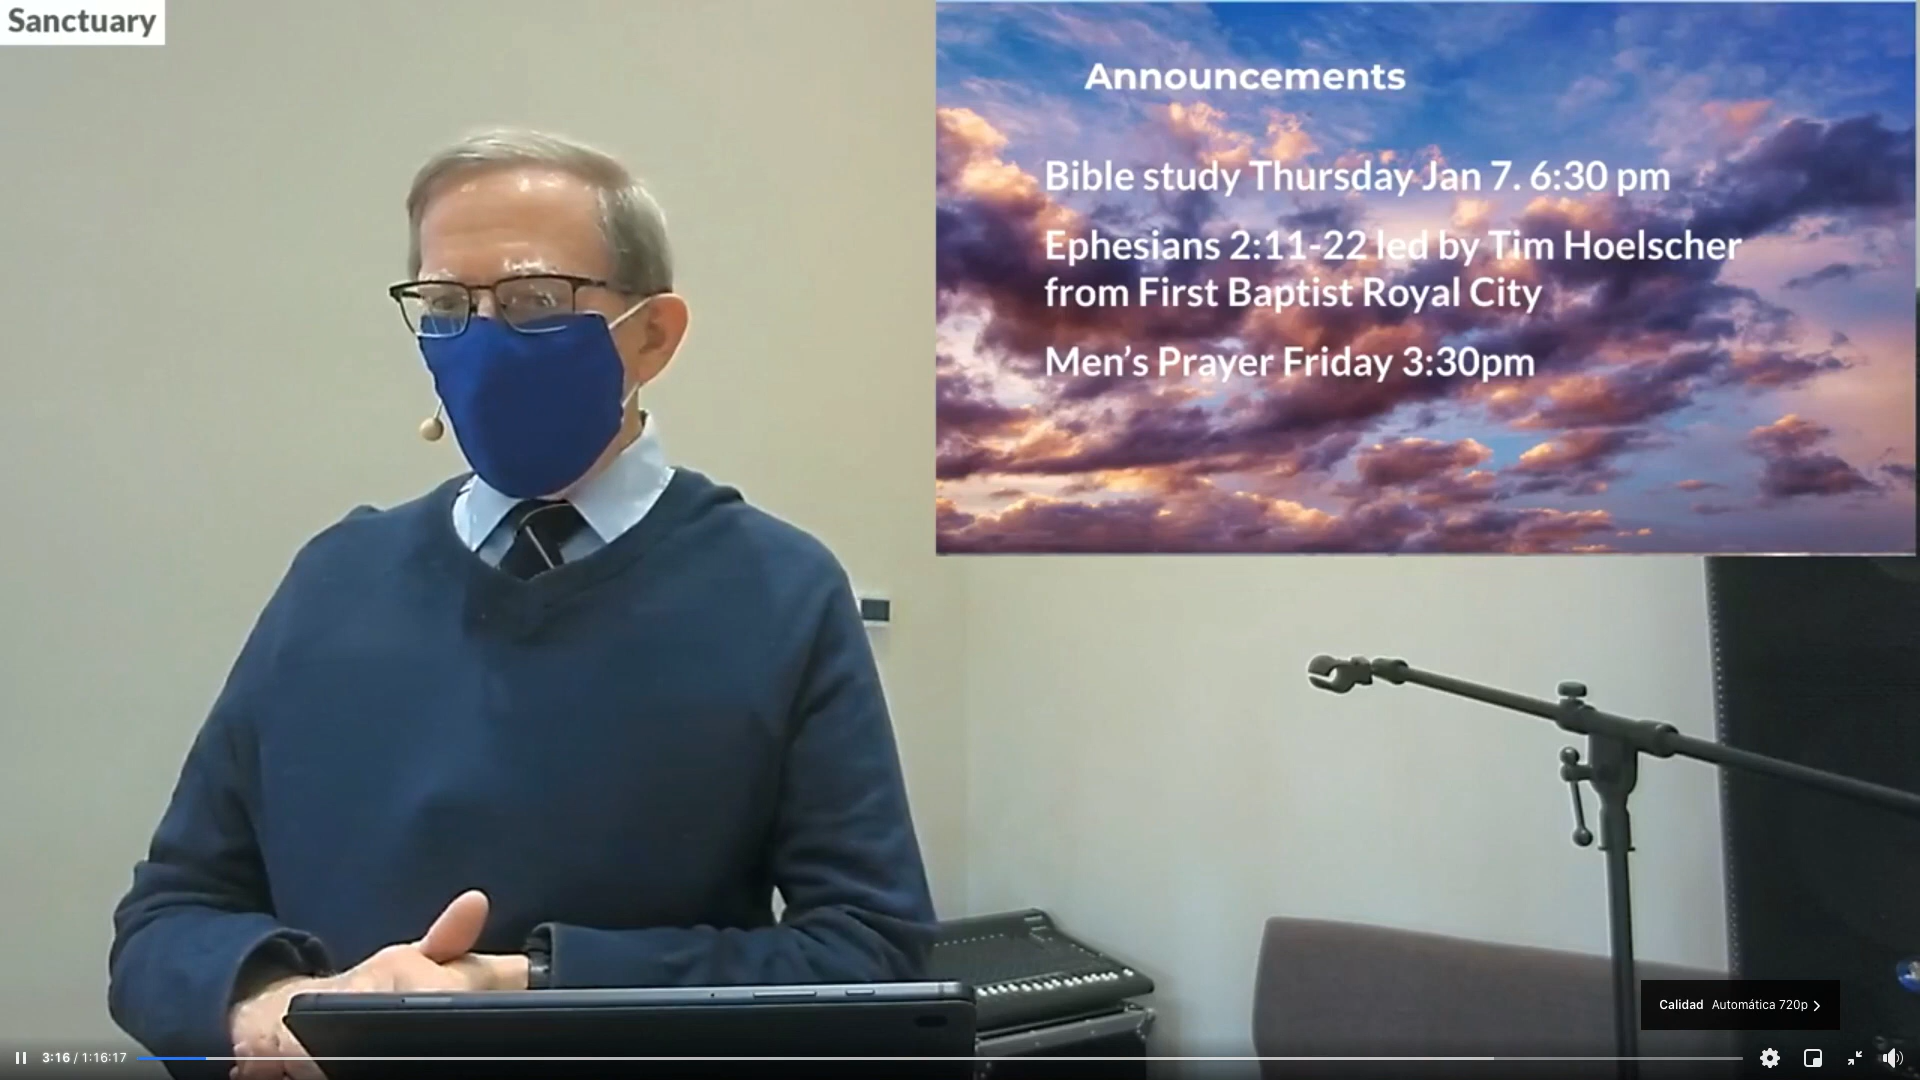 Sanctuary
Announcements
Bible study Thursday Jan 7. 6:30 pm
Ephesians 2:11-22 led by Tim Hoelscher
from First Baptist Royal City
Men's Prayer Friday 3:30pm
Calidad Automática 720p
3:16 / 1:16:17